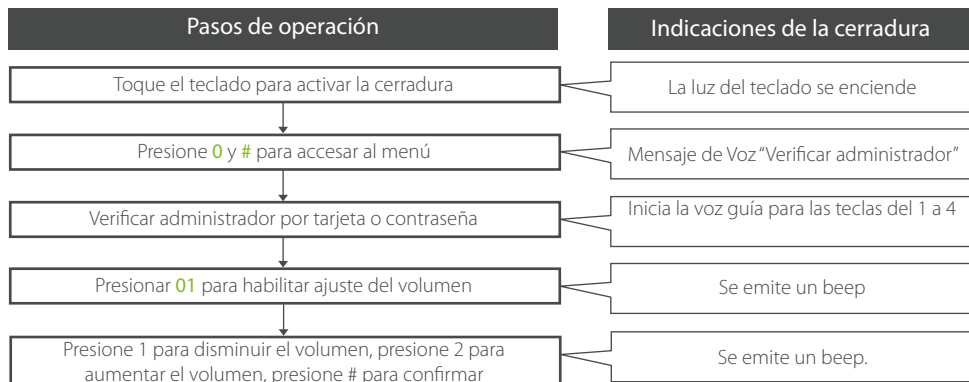 Pasos de operación
Indicaciones de la cerradura
Toque el teclado para activar la cerradura
La luz del teclado se enciende
Presione 0 y # para accesar al menú
Mensaje de Voz “Verificar administrador”
Verificar administrador por tarjeta o contraseña
Inicia la voz guía para las teclas del 1 a 4
Presionar 01 para habilitar ajuste del volumen
Se emite un beep
Presione 1 para disminuir el volumen, presione 2 para
aumentar el volumen, presione # para confirmar
Se emite un beep.